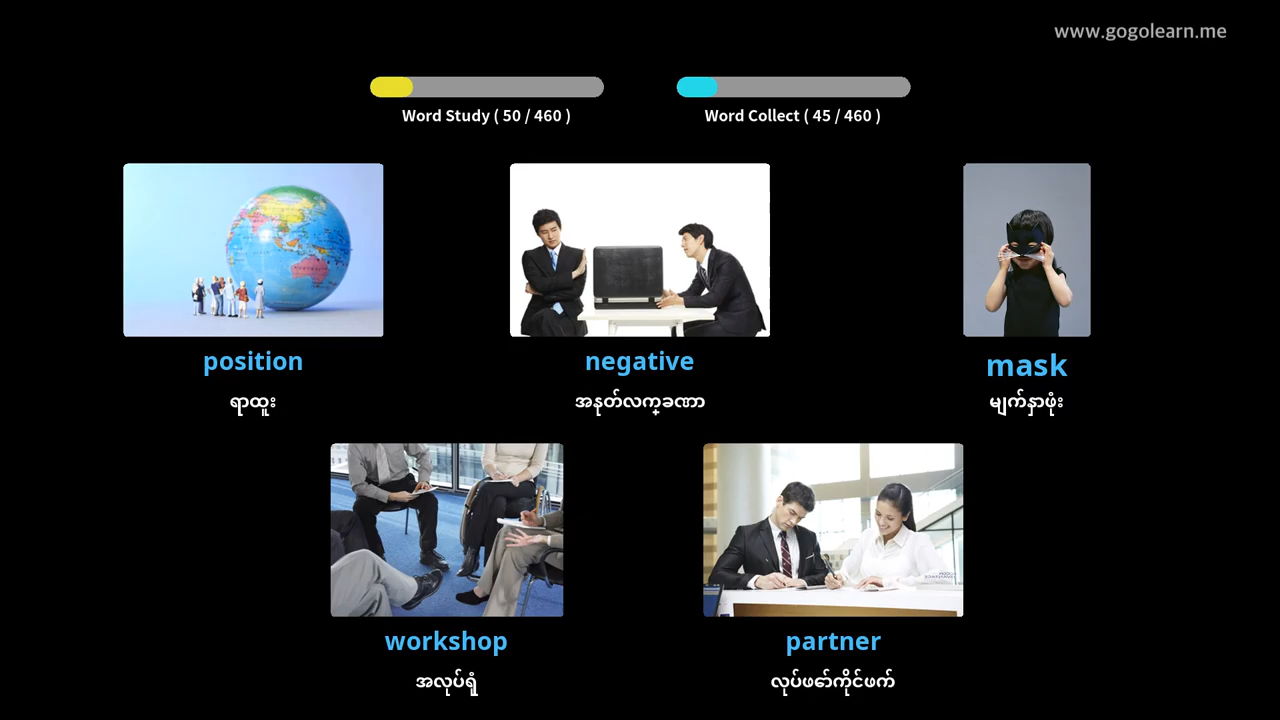 www.gogolearn.me
Word Study ( 50 / 460 )
Word Collect ( 45 / 460 )
position
negative
mask
ရာထူး
အနုတ်လက္ခဏာ
မျက်နှာဖုံး
workshop
partner
အလုပ်ရုံ
လုပ်ဖော်ကိုင်ဖက်